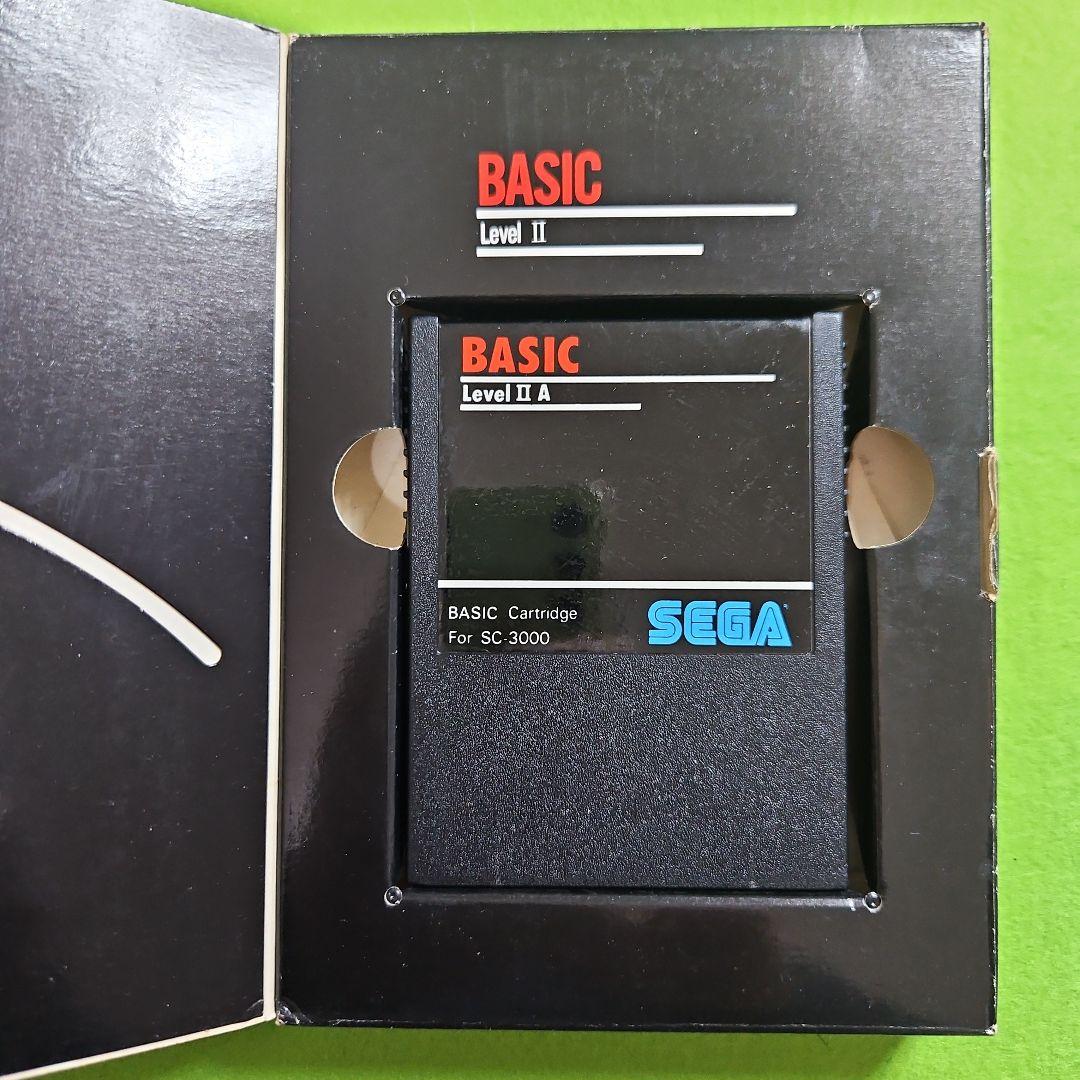 BASIC
Level II
BASIC
Level II A
BASIC Cartridge
For SC-3000
SEGA